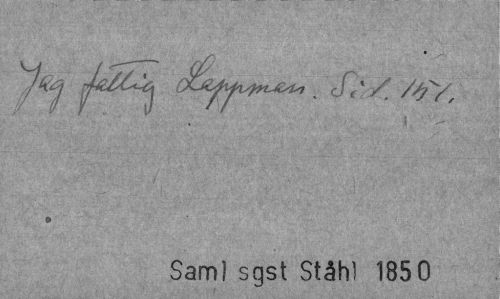 Jag fattig Lappman. Sid. 151.
Saml sgst Ståhl 1850